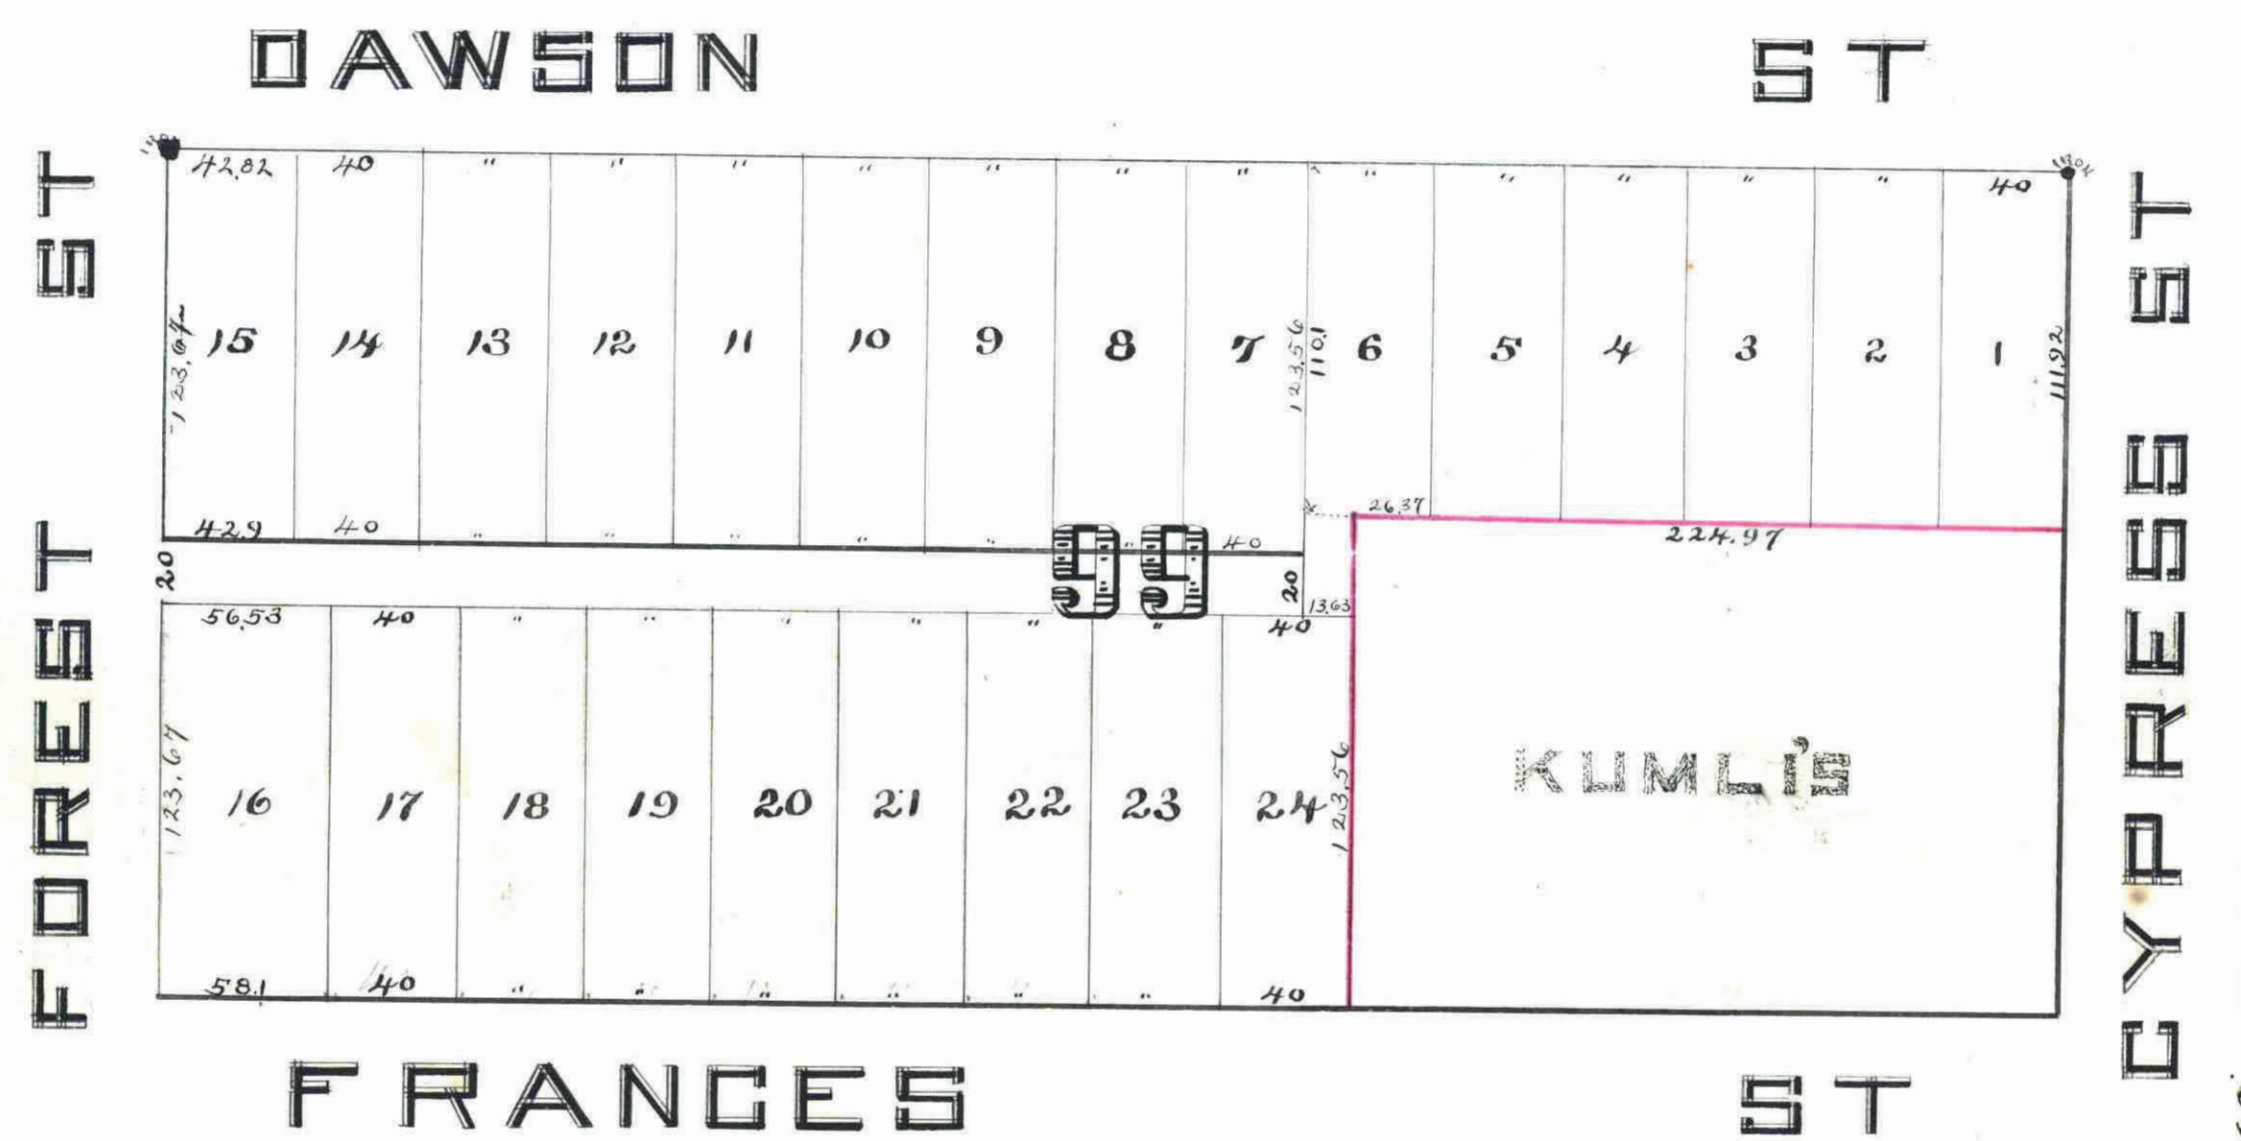 DAWSON ST
FOREST ST
CYPRESS ST
42.82 40 " " " " " " " " " " " " 40
123.67
15 14 13 12 11 10 9 8 7 6 5 4 3 2 1
123.56
110.1
111.92
26.37
42.9 40 " " " " " " 40
224.97
99
20
20
13.63
56.53 40 " " " " " " 40
KUMLI'S
123.67
16 17 18 19 20 21 22 23 24
123.56
58.1 40 " " " " " " 40
FRANCES ST